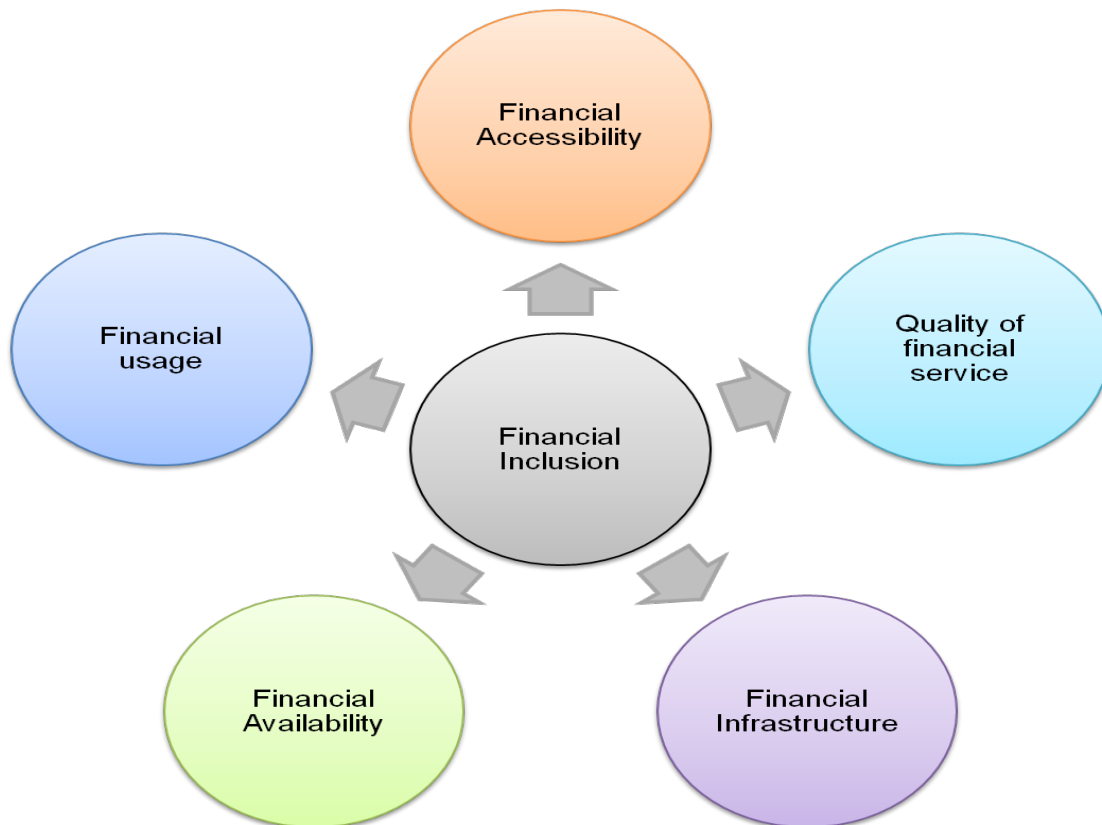 Financial
Accessibility
Financial
usage
Quality of
financial
service
Financial
Inclusion
Financial
Availability
Financial
Infrastructure